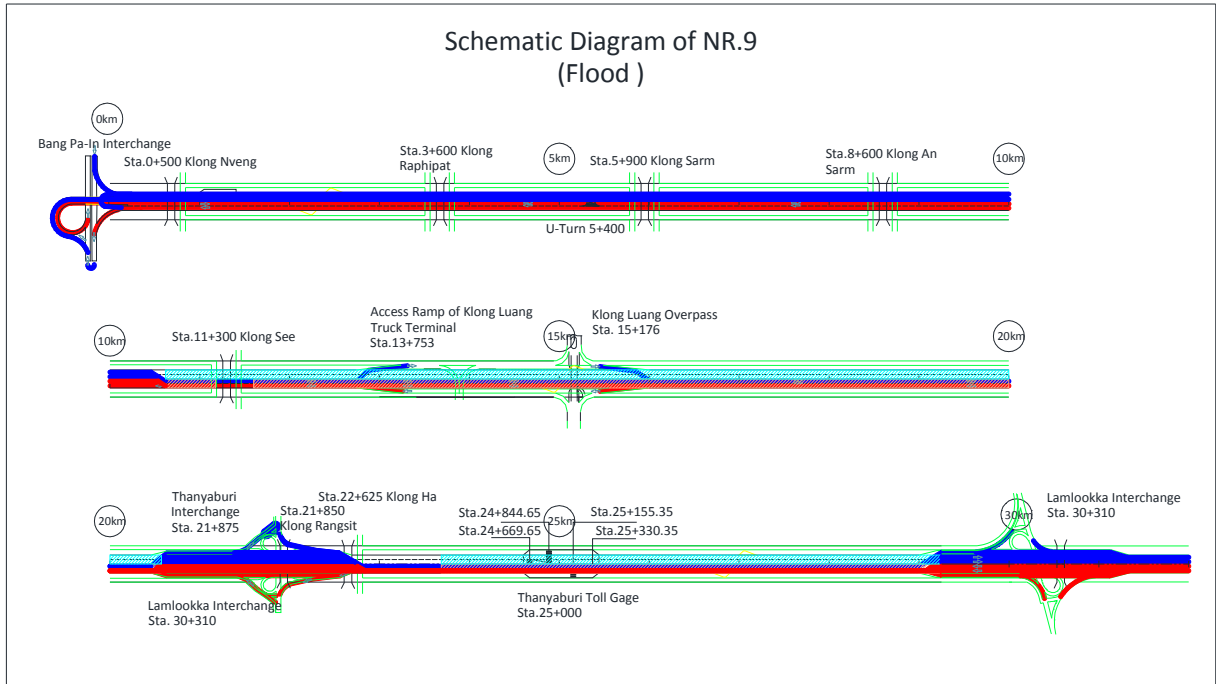 Schematic Diagram of NR.9
(Flood )
0km
Bang Pa-In Interchange
Sta.0+500 Klong Nveng
Sta.3+600 Klong
Raphipat
5km
Sta.5+900 Klong Sarm
Sta.8+600 Klong An
Sarm
10km
U-Turn 5+400
10km
Sta.11+300 Klong See
Access Ramp of Klong Luang
Truck Terminal
Sta.13+753
15km
Klong Luang Overpass
Sta. 15+176
20km
20km
Thanyaburi
Interchange
Sta. 21+875
Sta.22+625 Klong Ha
Sta.21+850
Klong Rangsit
Sta.24+844.65
Sta.24+669.65
25km
Sta.25+155.35
Sta.25+330.35
30km
Lamlookka Interchange
Sta. 30+310
Lamlookka Interchange
Sta. 30+310
Thanyaburi Toll Gage
Sta.25+000